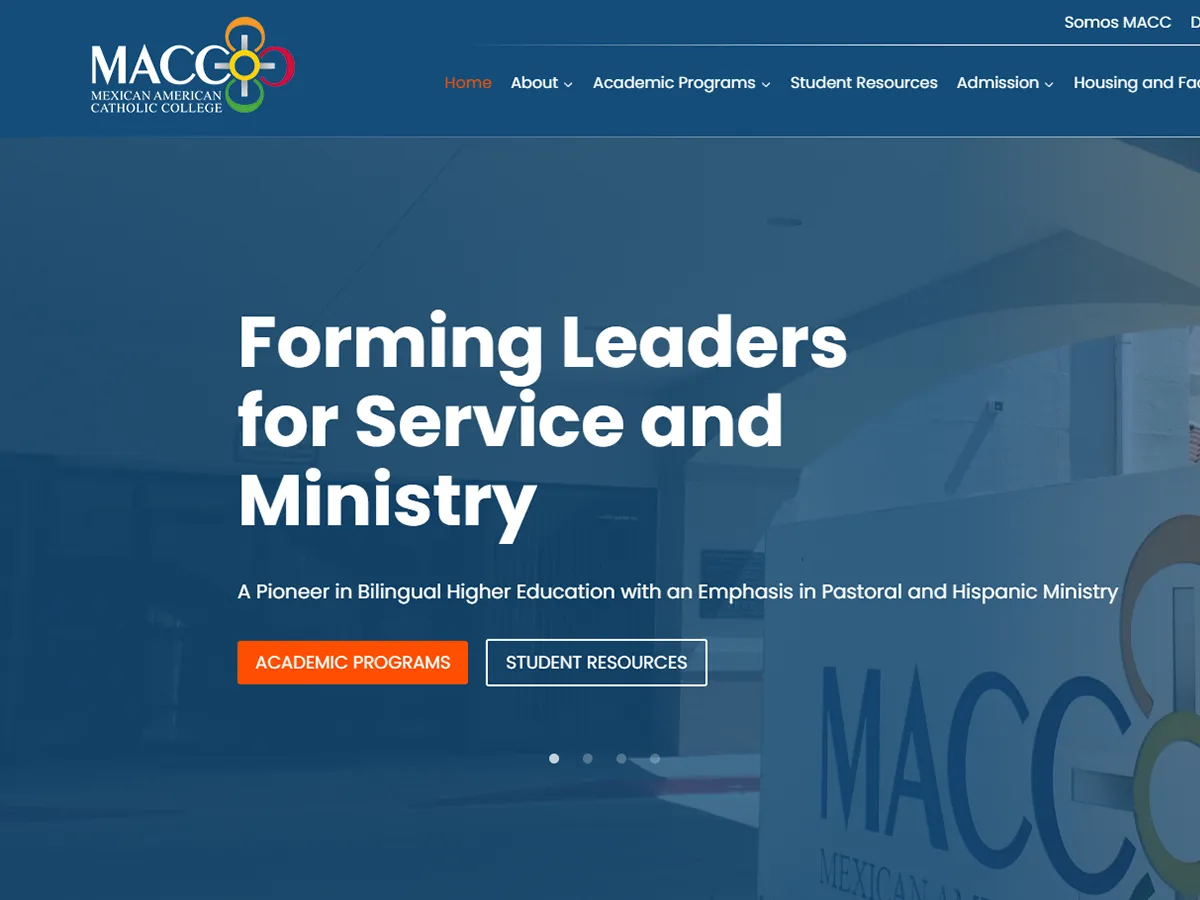 Somos MACC D
MACC
MEXICAN AMERICAN
CATHOLIC COLLEGE
Home About Academic Programs Student Resources Admission Housing and Fac
Forming Leaders
for Service and
Ministry
A Pioneer in Bilingual Higher Education with an Emphasis in Pastoral and Hispanic Ministry
ACADEMIC PROGRAMS STUDENT RESOURCES
MACC
MEXICAN AM